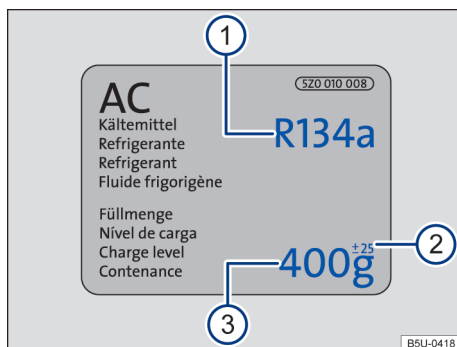 1
5Z0 010 008
AC
Kältemittel
Refrigerante
Refrigerant
Fluide frigorigène
R134a
Füllmenge
Nível de carga
Charge level
Contenance
400g ±25
2
3
B5U-0418